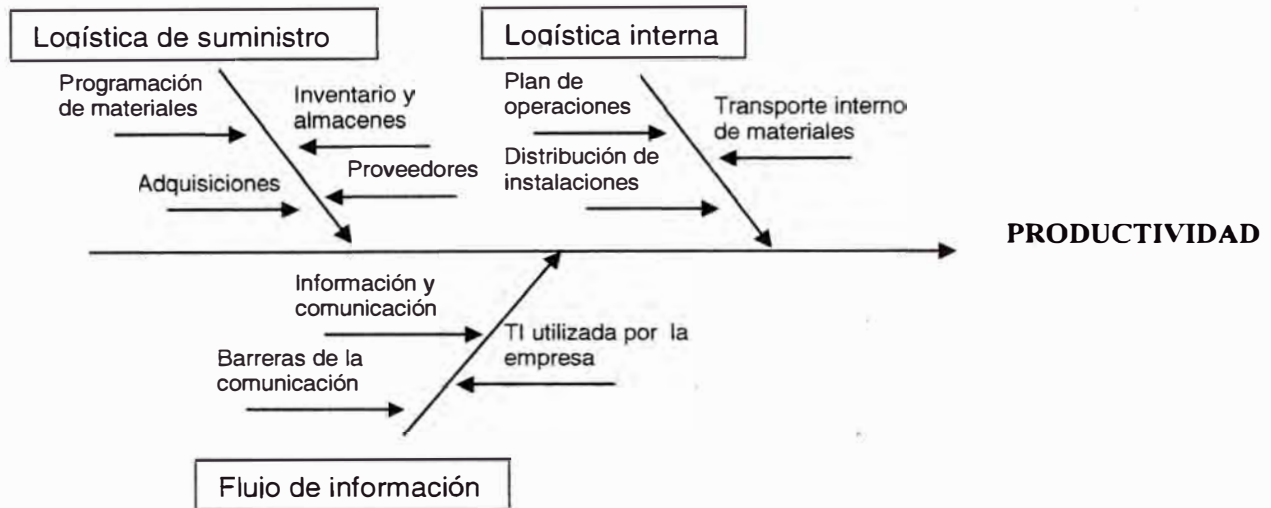 Logística de suministro
Logística interna
Programación
de materiales
Inventario y
almacenes
Adquisiciones
Proveedores
Plan de
operaciones
Transporte interno
de materiales
Distribución de
instalaciones
PRODUCTIVIDAD
Información y
comunicación
TI utilizada por la
empresa
Barreras de la
comunicación
Flujo de información